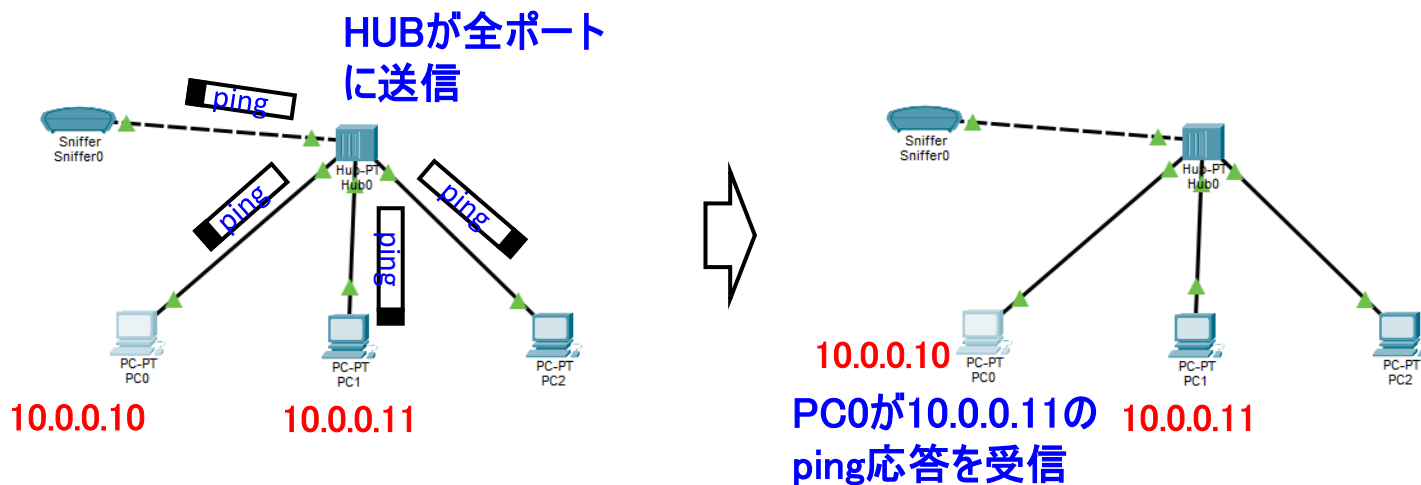 HUBが全ポート
に送信
ping
Sniffer
Sniffer0
Hub-PT
Hub0
ping
ping
ping
PC-PT
PC0
PC-PT
PC1
PC-PT
PC2
10.0.0.10
10.0.0.11
Sniffer
Sniffer0
Hub-PT
Hub0
10.0.0.10
PC-PT
PC0
PC-PT
PC1
PC-PT
PC2
PC0が10.0.0.11の
ping応答を受信
10.0.0.11